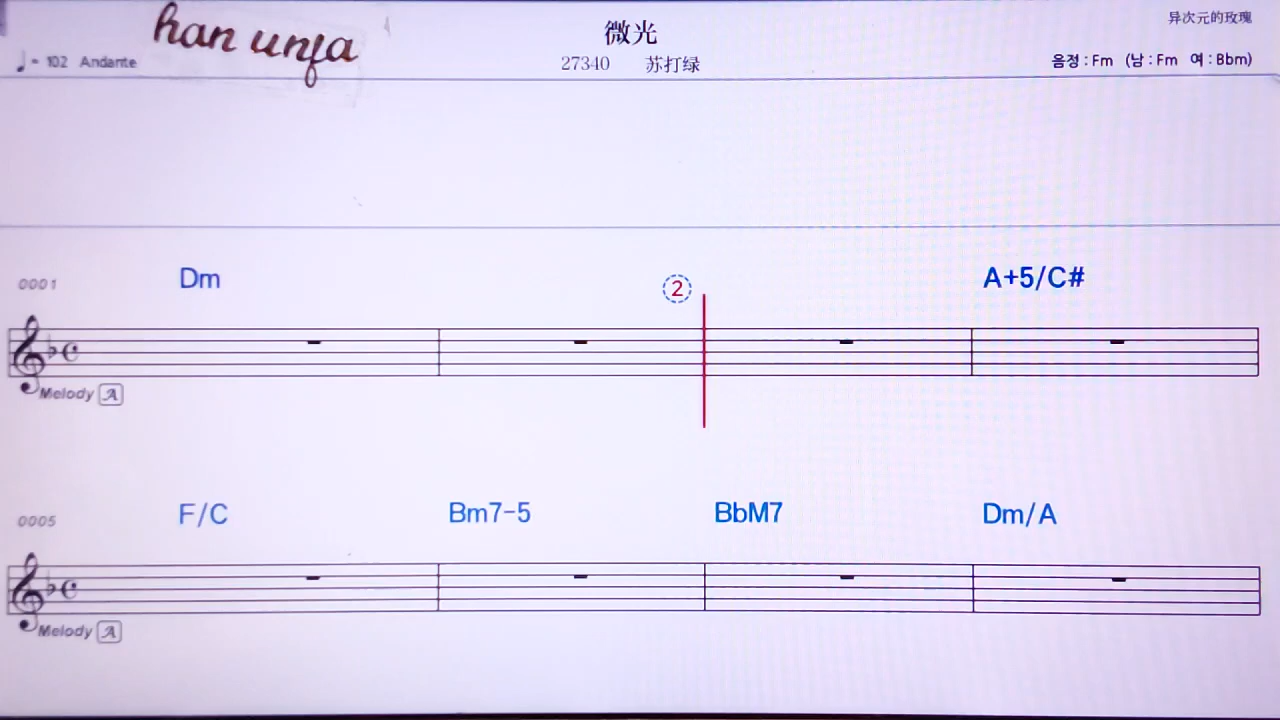 han unfa
微光
异次元的玫瑰
♩= 102 Andante
27340 苏打绿
음정 : Fm (남 : Fm 여 : Bbm)
0001 Dm ② A+5/C#
Melody A
0005 F/C Bm7-5 BbM7 Dm/A
Melody A